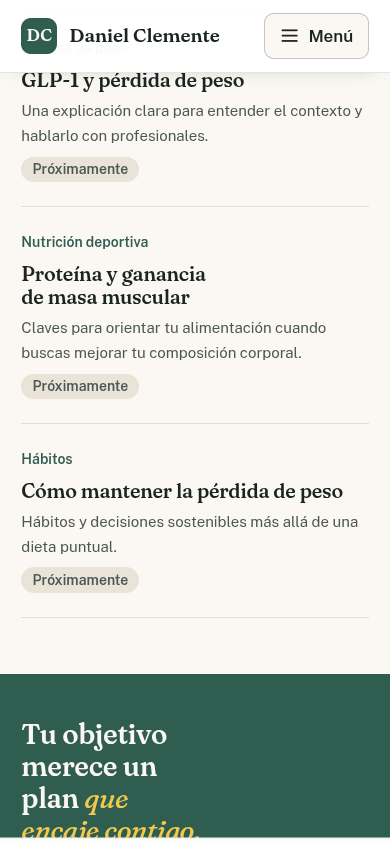 DC Daniel Clemente
Menú
GLP-1 y pérdida de peso
Una explicación clara para entender el contexto y
hablarlo con profesionales.
Próximamente
Nutrición deportiva
Proteína y ganancia
de masa muscular
Claves para orientar tu alimentación cuando
buscas mejorar tu composición corporal.
Próximamente
Hábitos
Cómo mantener la pérdida de peso
Hábitos y decisiones sostenibles más allá de una
dieta puntual.
Próximamente
Tu objetivo
merece un
plan que
encaje contigo.